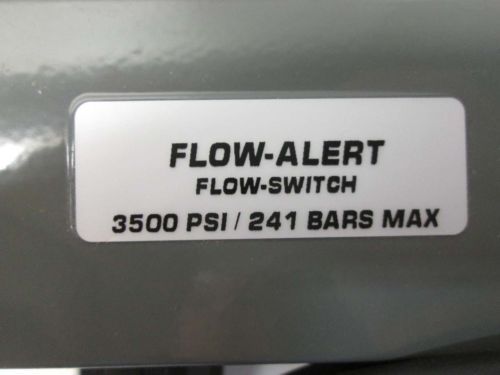 FLOW-ALERT
FLOW-SWITCH
3500 PSI / 241 BARS MAX